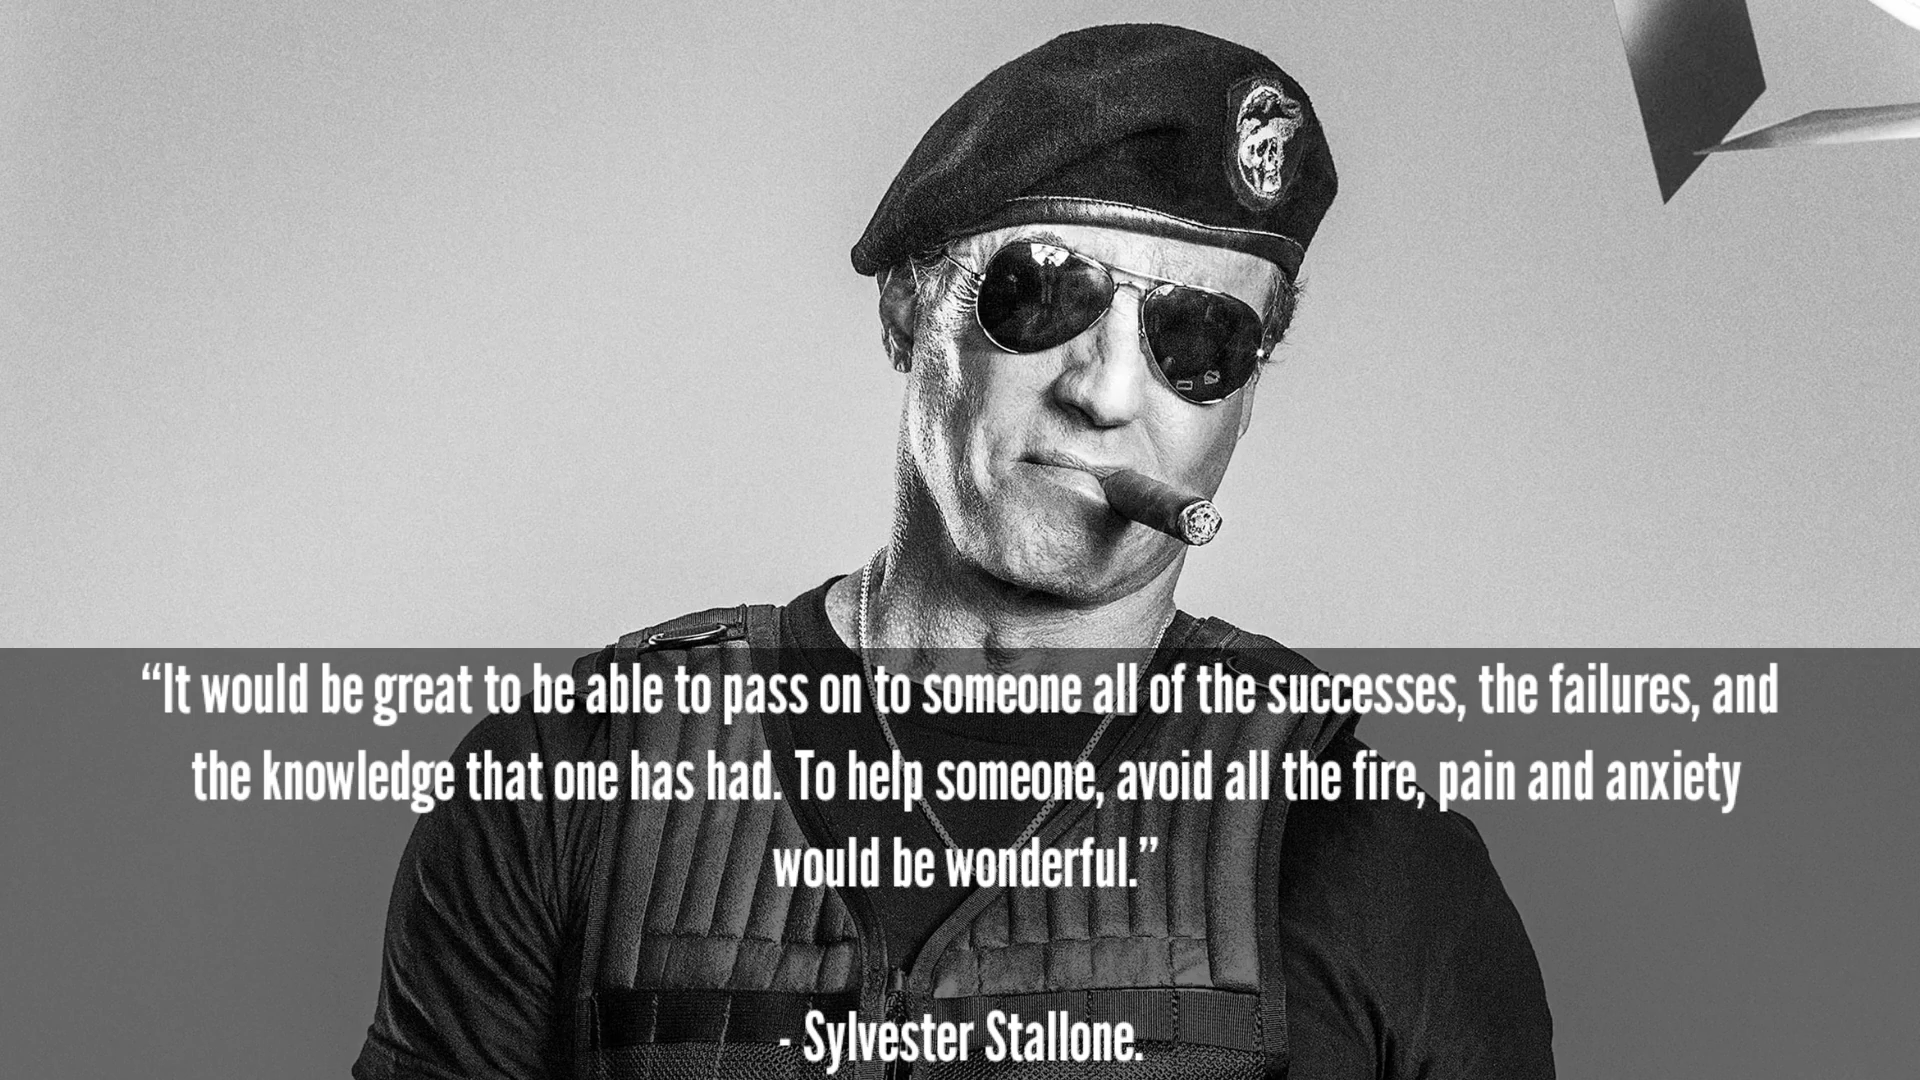 “It would be great to be able to pass on to someone all of the successes, the failures, and
the knowledge that one has had. To help someone, avoid all the fire, pain and anxiety
would be wonderful.”
- Sylvester Stallone.